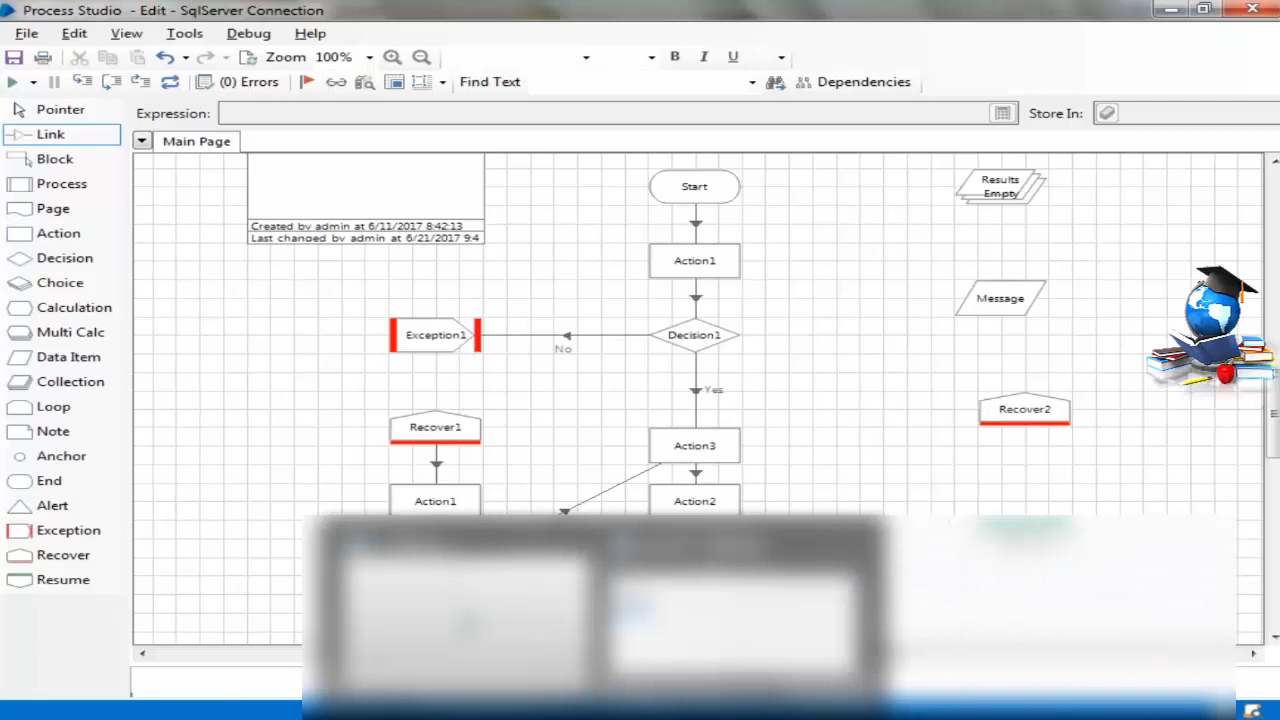 Process Studio - Edit - SqlServer Connection
File Edit View Tools Debug Help
Zoom 100% B I U
(0) Errors Find Text Dependencies
Pointer Expression: Store In:
Link Main Page
Block
Process
Page
Action
Decision
Choice
Calculation
Multi Calc
Data Item
Collection
Loop
Note
Anchor
End
Alert
Exception
Recover
Resume
Created by admin at 6/11/2017 8:42:13
Last changed by admin at 6/21/2017 9:4
Start
Results
Empty
Action1
Message
Exception1
No
Decision1
Yes
Recover1
Recover2
Action3
Action1
Action2